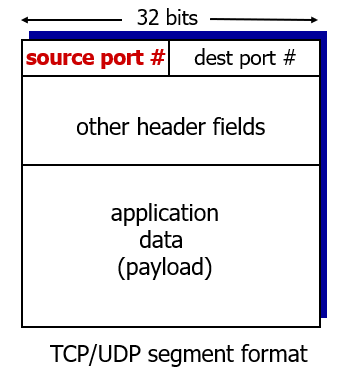 32 bits
source port # dest port #
other header fields
application
data
(payload)
TCP/UDP segment format